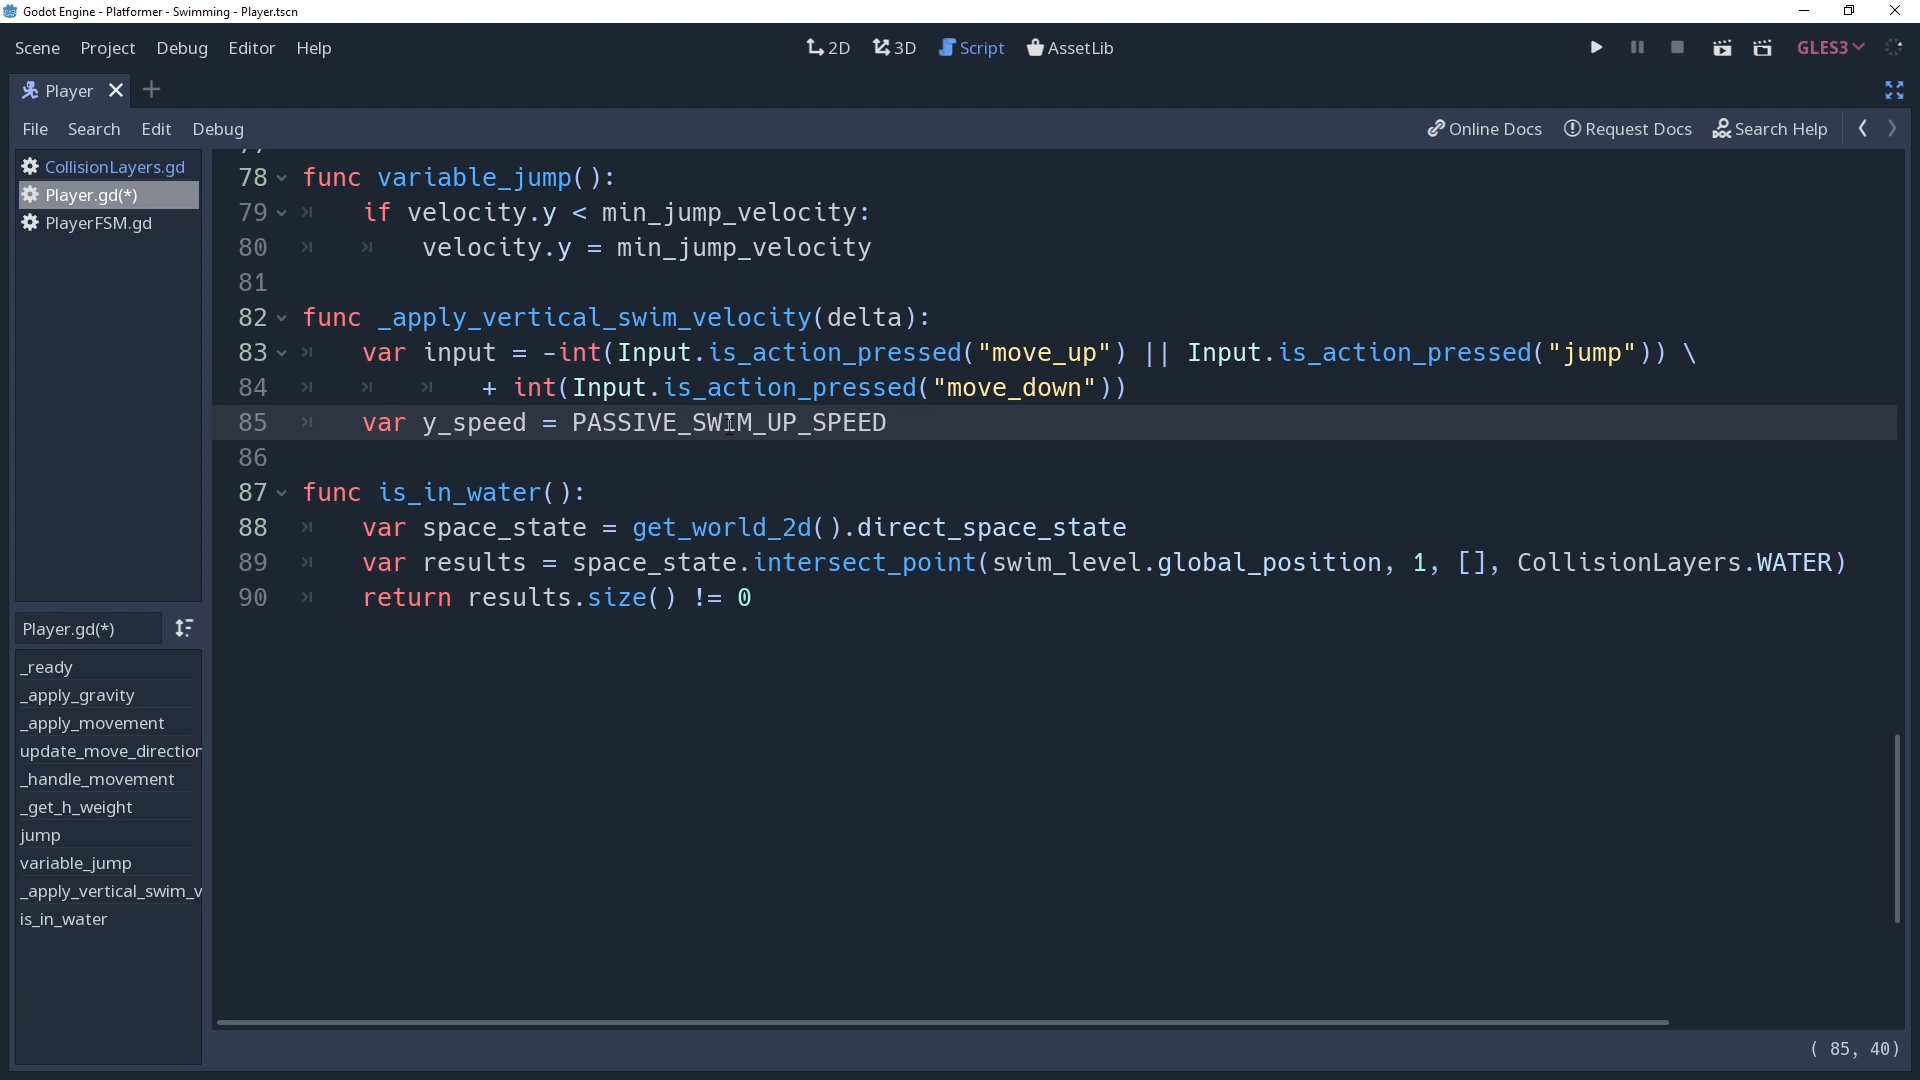 Godot Engine - Platformer - Swimming - Player.tscn
Scene Project Debug Editor Help
2D 3D Script AssetLib
GLES3
Player
File Search Edit Debug
Online Docs Request Docs Search Help
CollisionLayers.gd
Player.gd(*)
PlayerFSM.gd
Player.gd(*)
_ready
_apply_gravity
_apply_movement
update_move_direction
_handle_movement
_get_h_weight
jump
variable_jump
_apply_vertical_swim_v
is_in_water
78 func variable_jump():
79 if velocity.y < min_jump_velocity:
80 velocity.y = min_jump_velocity
81
82 func _apply_vertical_swim_velocity(delta):
83 var input = -int(Input.is_action_pressed("move_up") || Input.is_action_pressed("jump")) \
84 + int(Input.is_action_pressed("move_down"))
85 var y_speed = PASSIVE_SWIM_UP_SPEED
86
87 func is_in_water():
88 var space_state = get_world_2d().direct_space_state
89 var results = space_state.intersect_point(swim_level.global_position, 1, [], CollisionLayers.WATER)
90 return results.size() != 0
( 85, 40)